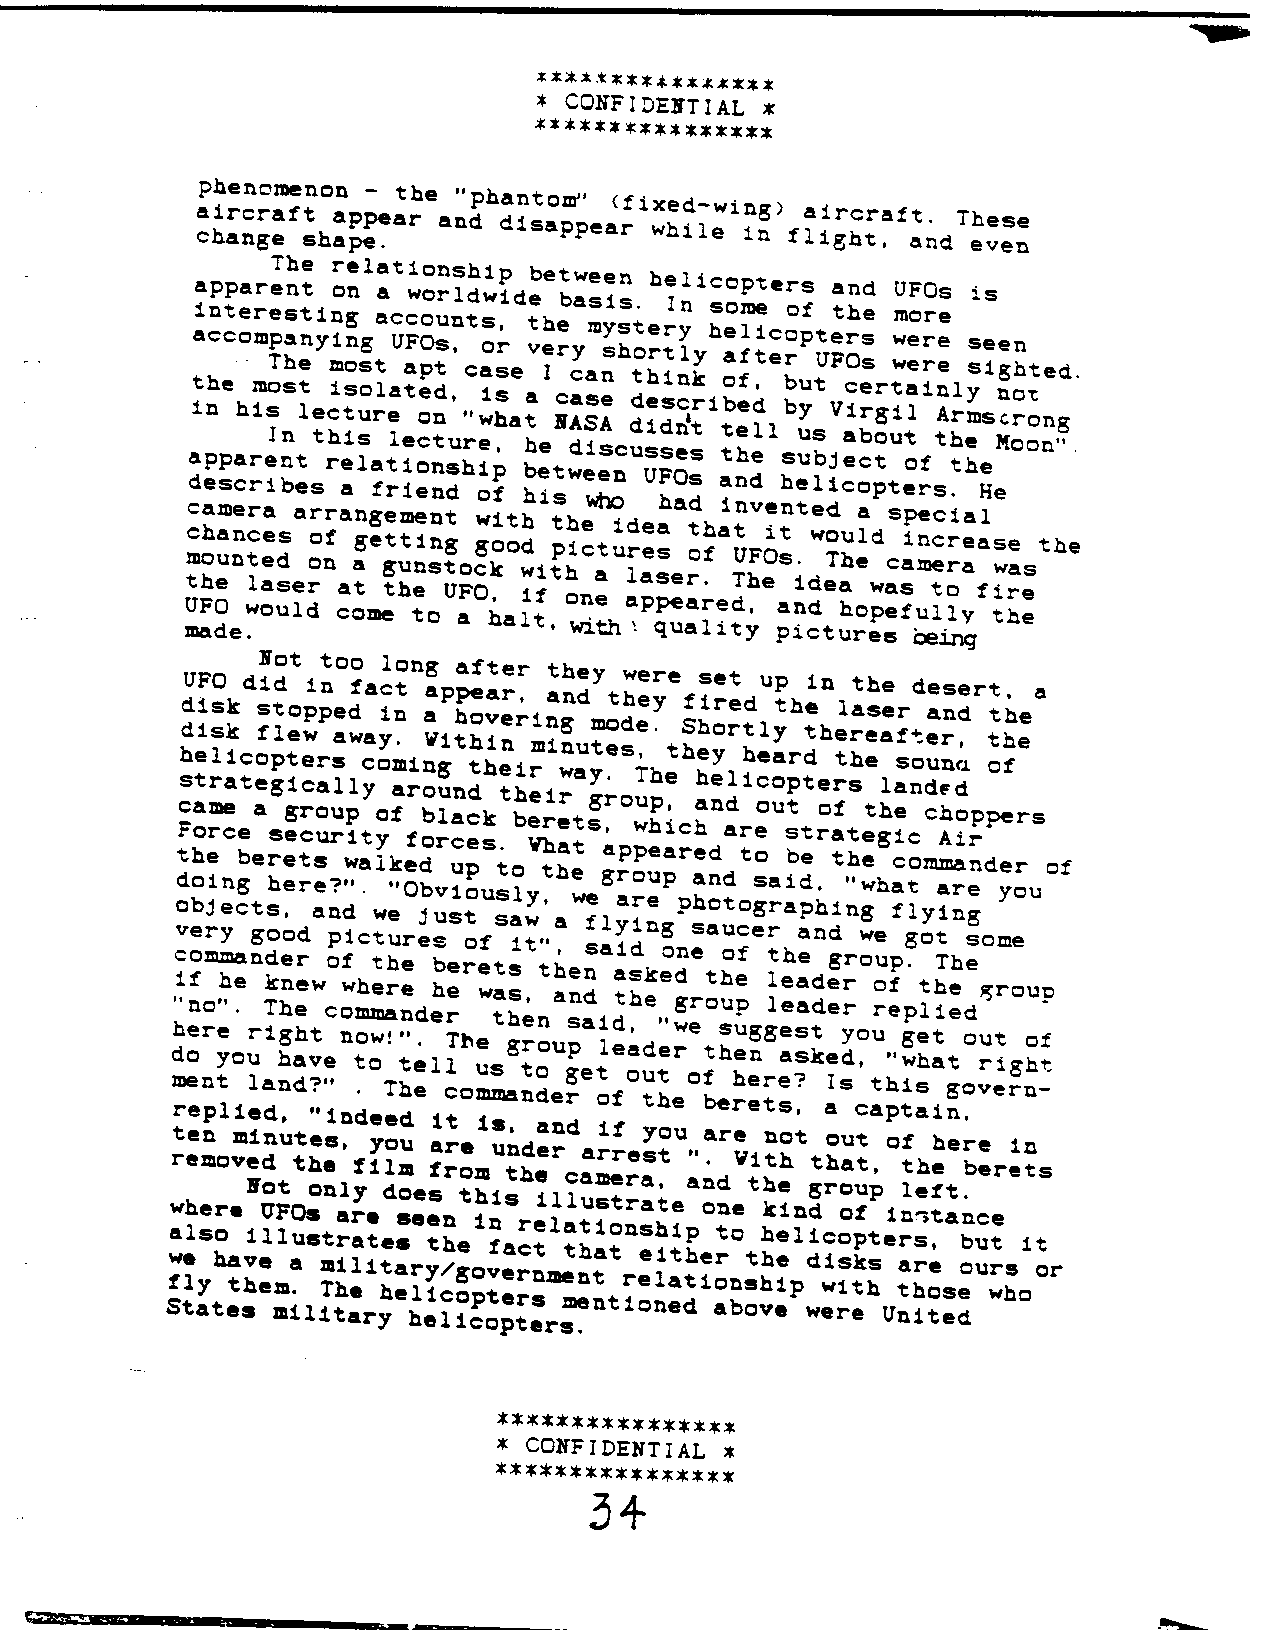 ****************
* CONFIDENTIAL *
****************
phenomenon - the "phantom" (fixed-wing) aircraft. These
aircraft appear and disappear while in flight, and even
change shape.
The relationship between helicopters and UFOs is
apparent on a worldwide basis. In some of the more
interesting accounts, the mystery helicopters were seen
accompanying UFOs, or very shortly after UFOs were sighted.
The most apt case I can think of, but certainly not
the most isolated, is a case described by Virgil Armstrong
in his lecture on "what NASA didn't tell us about the Moon".
In this lecture, he discusses the subject of the
apparent relationship between UFOs and helicopters. He
describes a friend of his who had invented a special
camera arrangement with the idea that it would increase the
chances of getting good pictures of UFOs. The camera was
mounted on a gunstock with a laser. The idea was to fire
the laser at the UFO, if one appeared, and hopefully the
UFO would come to a halt, with quality pictures being
made.
Not too long after they were set up in the desert, a
UFO did in fact appear, and they fired the laser and the
disk stopped in a hovering mode. Shortly thereafter, the
disk flew away. Within minutes, they heard the sound of
helicopters coming their way. The helicopters landed
strategically around their group, and out of the choppers
came a group of black berets, which are strategic Air
Force security forces. What appeared to be the commander of
the berets walked up to the group and said, "what are you
doing here?". "Obviously, we are photographing flying
objects, and we just saw a flying saucer and we got some
very good pictures of it", said one of the group. The
commander of the berets then asked the leader of the group
if he knew where he was, and the group leader replied
"no". The commander then said, "we suggest you get out of
here right now!". The group leader then asked, "what right
do you have to tell us to get out of here? Is this govern-
ment land?" . The commander of the berets, a captain,
replied, "indeed it is, and if you are not out of here in
ten minutes, you are under arrest ". With that, the berets
removed the film from the camera, and the group left.
Not only does this illustrate one kind of instance
where UFOs are seen in relationship to helicopters, but it
also illustrates the fact that either the disks are ours or
we have a military/government relationship with those who
fly them. The helicopters mentioned above were United
States military helicopters.
****************
* CONFIDENTIAL *
****************
34